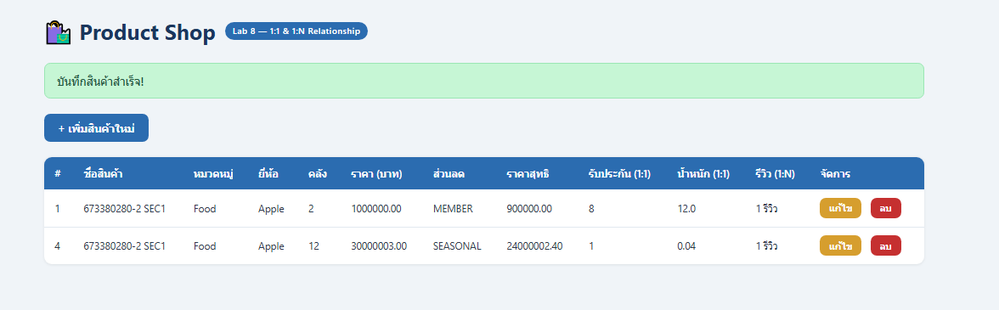 Product Shop Lab 8 — 1:1 & 1:N Relationship
บันทึกสินค้าสำเร็จ!
+ เพิ่มสินค้าใหม่
# ชื่อสินค้า หมวดหมู่ ยี่ห้อ คลัง ราคา (บาท) ส่วนลด ราคาสุทธิ รับประกัน (1:1) น้ำหนัก (1:1) รีวิว (1:N) จัดการ
1 673380280-2 SEC1 Food Apple 2 1000000.00 MEMBER 900000.00 8 12.0 1 รีวิว แก้ไข ลบ
4 673380280-2 SEC1 Food Apple 12 30000003.00 SEASONAL 24000002.40 1 0.04 1 รีวิว แก้ไข ลบ